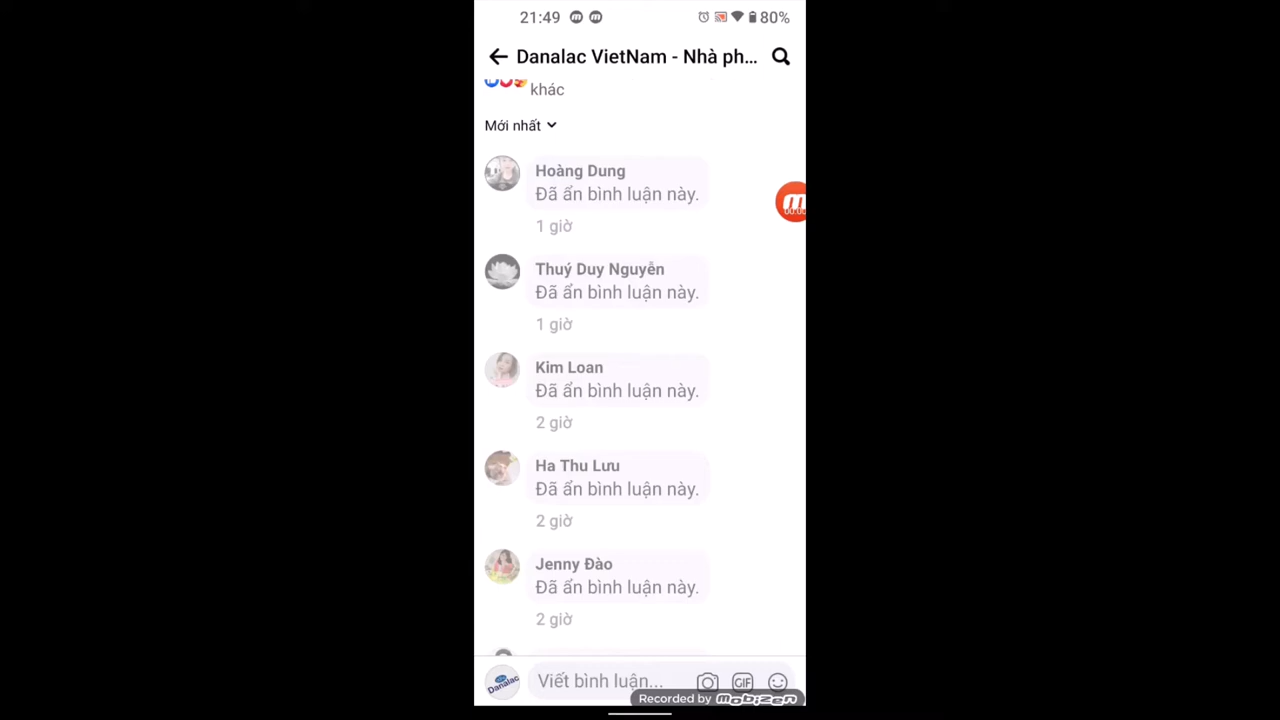 21:49
80%
Danalac VietNam - Nhà ph...
khác
Mới nhất
Hoàng Dung
Đã ẩn bình luận này.
1 giờ
Thuý Duy Nguyễn
Đã ẩn bình luận này.
1 giờ
Kim Loan
Đã ẩn bình luận này.
2 giờ
Ha Thu Lưu
Đã ẩn bình luận này.
2 giờ
Jenny Đào
Đã ẩn bình luận này.
2 giờ
Danalac
Viết bình luận...
GIF
Recorded by mobizen